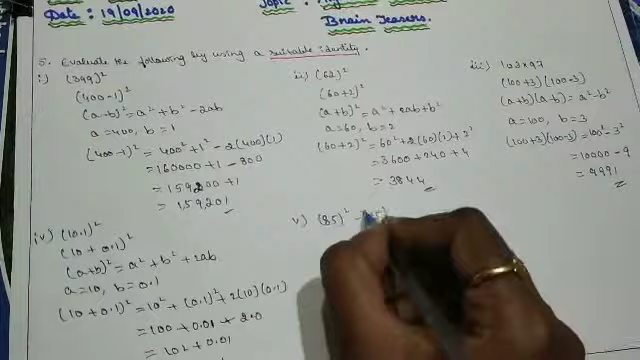 Date : 19/09/2020
Topic :
Brain Teasers.
5. Evaluate the following by using a suitable identity.
i) (399)²
(400-1)²
(a-b)² = a² + b² - 2ab
a = 400, b = 1
(400-1)² = 400² + 1² - 2(400)(1)
= 160000 + 1 - 800
= 159200 + 1
= 1,59,201
ii) (62)²
(60+2)²
(a+b)² = a² + 2ab + b²
a = 60, b = 2
(60+2)² = 60² + 2(60)(2) + 2²
= 3600 + 240 + 4
= 3844
iii) 103 x 97
(100+3) (100-3)
(a+b)(a-b) = a² - b²
a = 100, b = 3
(100+3)(100-3) = 100² - 3²
= 10000 - 9
= 9991
iv) (10.1)²
(10 + 0.1)²
(a+b)² = a² + b² + 2ab
a = 10, b = 0.1
(10 + 0.1)² = 10² + (0.1)² + 2(10)(0.1)
= 100 + 0.01 + 2.0
= 102 + 0.01
v) (85)² -